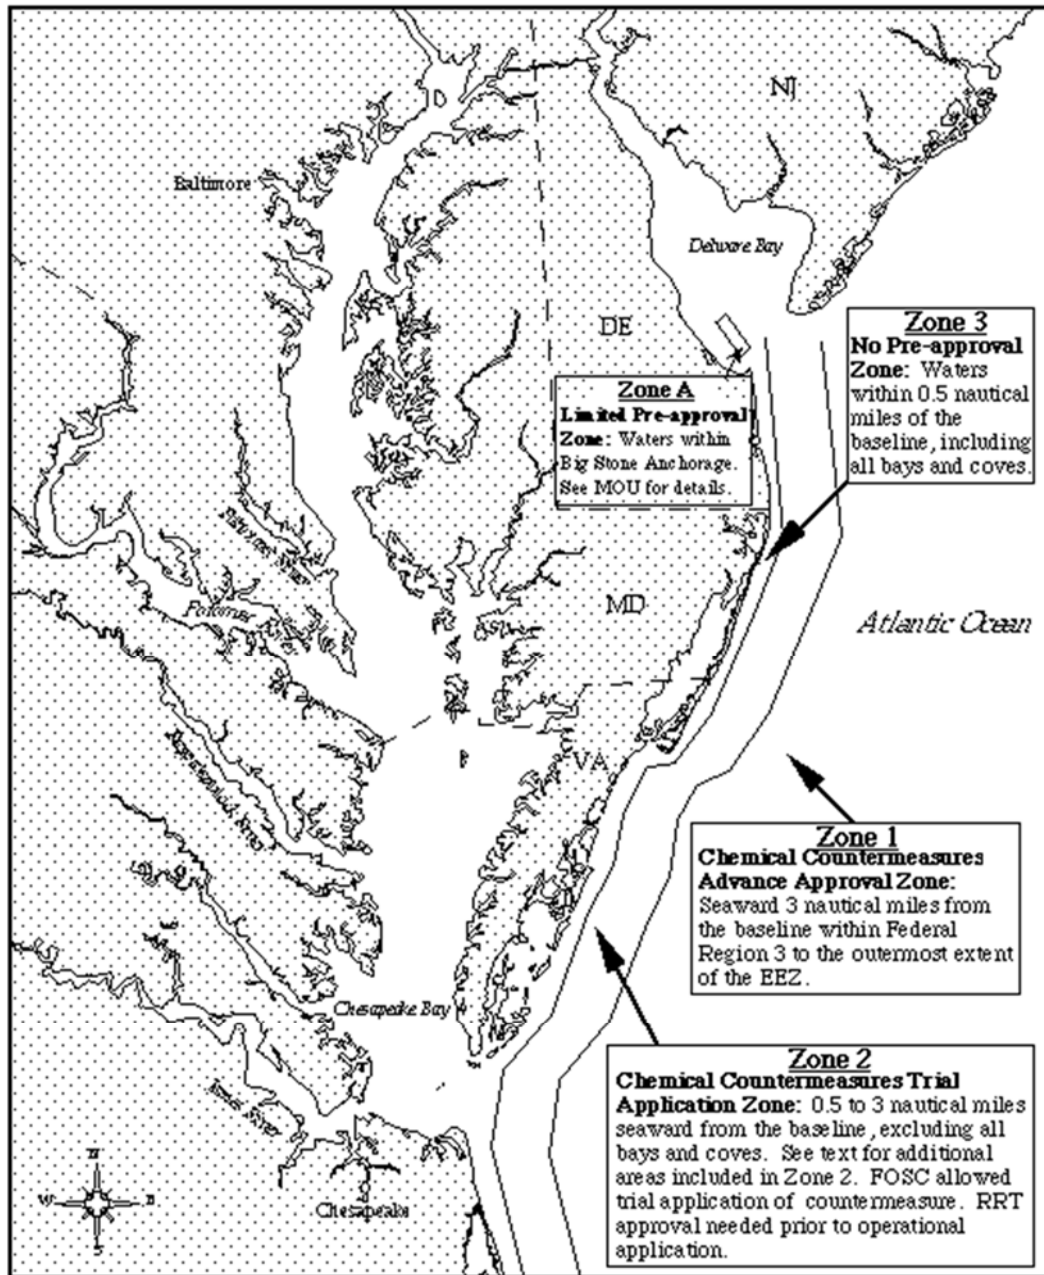 NJ
Baltimore
Delware Bay
DE
Zone 3
No Pre-approval
Zone: Waters
within 0.5 nautical
miles of the
baseline, including
all bays and coves.
Zone A
Limited Pre-approval
Zone: Waters within
Big Stone Anchorage.
See MOU for details.
Potomac
MD
Atlantic Ocean
VA
Zone 1
Chemical Countermeasures
Advance Approval Zone:
Seaward 3 nautical miles from
the baseline within Federal
Region 3 to the outermost extent
of the EEZ.
Chesapeake Bay
Zone 2
Chemical Countermeasures Trial
Application Zone: 0.5 to 3 nautical miles
seaward from the baseline, excluding all
bays and coves. See text for additional
areas included in Zone 2. FOSC allowed
trial application of countermeasure. RRT
approval needed prior to operational
application.
James River
N
W E
S
Chesapeake